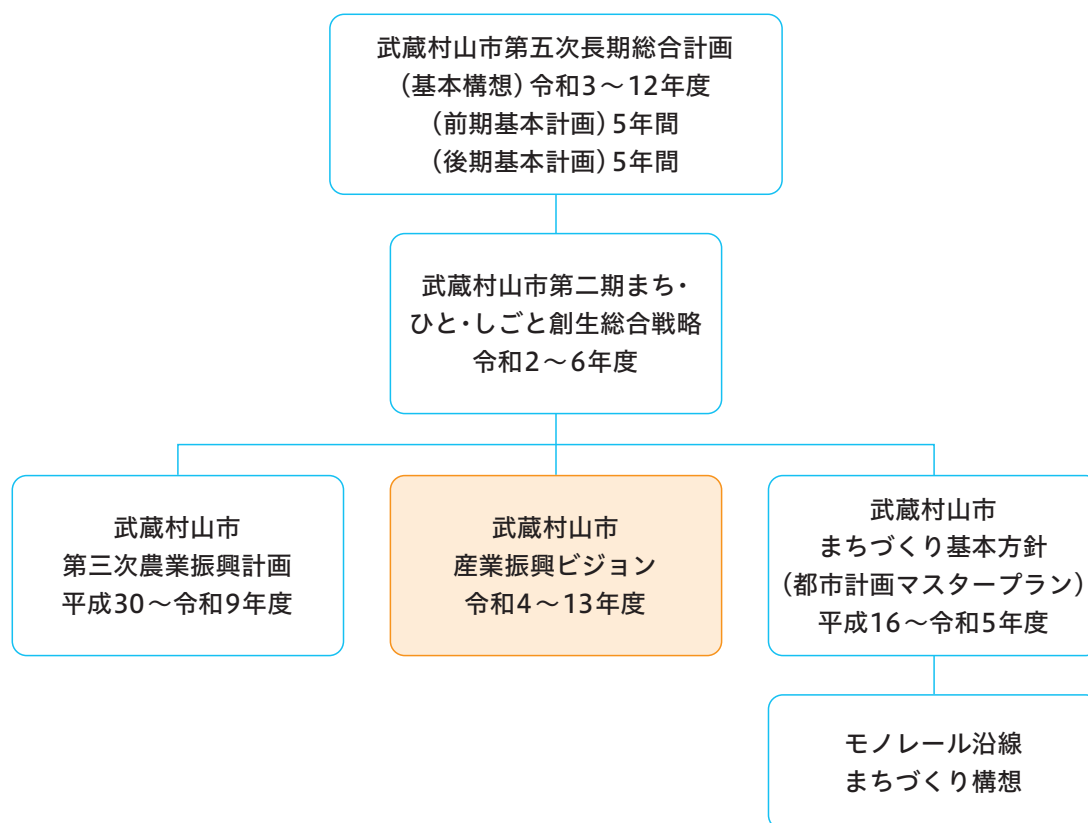 武蔵村山市第五次長期総合計画
（基本構想）令和3～12年度
（前期基本計画）5年間
（後期基本計画）5年間
武蔵村山市第二期まち・
ひと・しごと創生総合戦略
令和2～6年度
武蔵村山市
第三次農業振興計画
平成30～令和9年度
武蔵村山市
産業振興ビジョン
令和4～13年度
武蔵村山市
まちづくり基本方針
（都市計画マスタープラン）
平成16～令和5年度
モノレール沿線
まちづくり構想